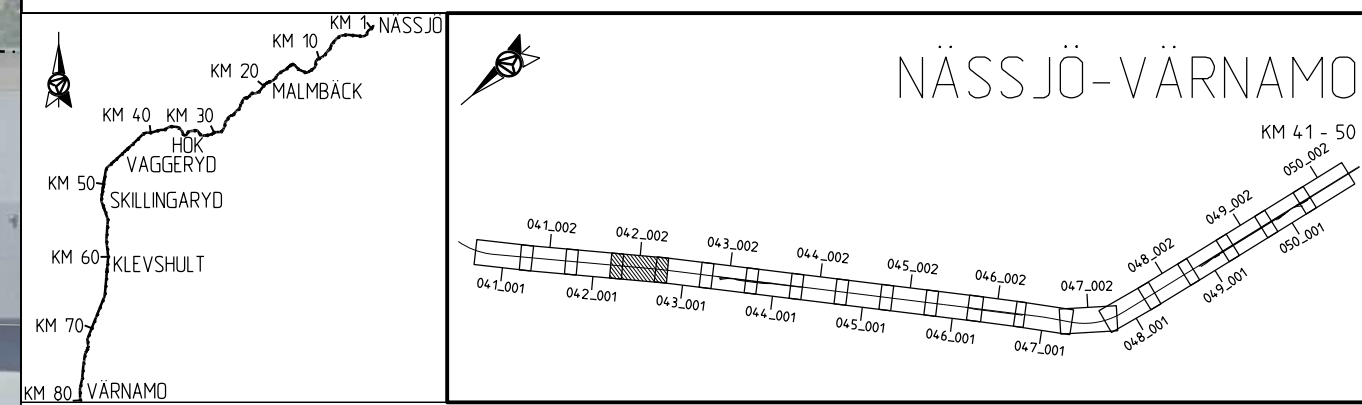 KM 1 NÄSSJÖ
KM 10
KM 20
MALMBÄCK
KM 40 KM 30
HOK
VAGGERYD
KM 50
SKILLINGARYD
KM 60
KLEVSHULT
KM 70
KM 80 VÄRNAMO
NÄSSJÖ-VÄRNAMO
KM 41 - 50
041_002
042_002
043_002
044_002
045_002
046_002
047_002
048_002
049_002
050_002
041_001
042_001
043_001
044_001
045_001
046_001
047_001
048_001
049_001
050_001